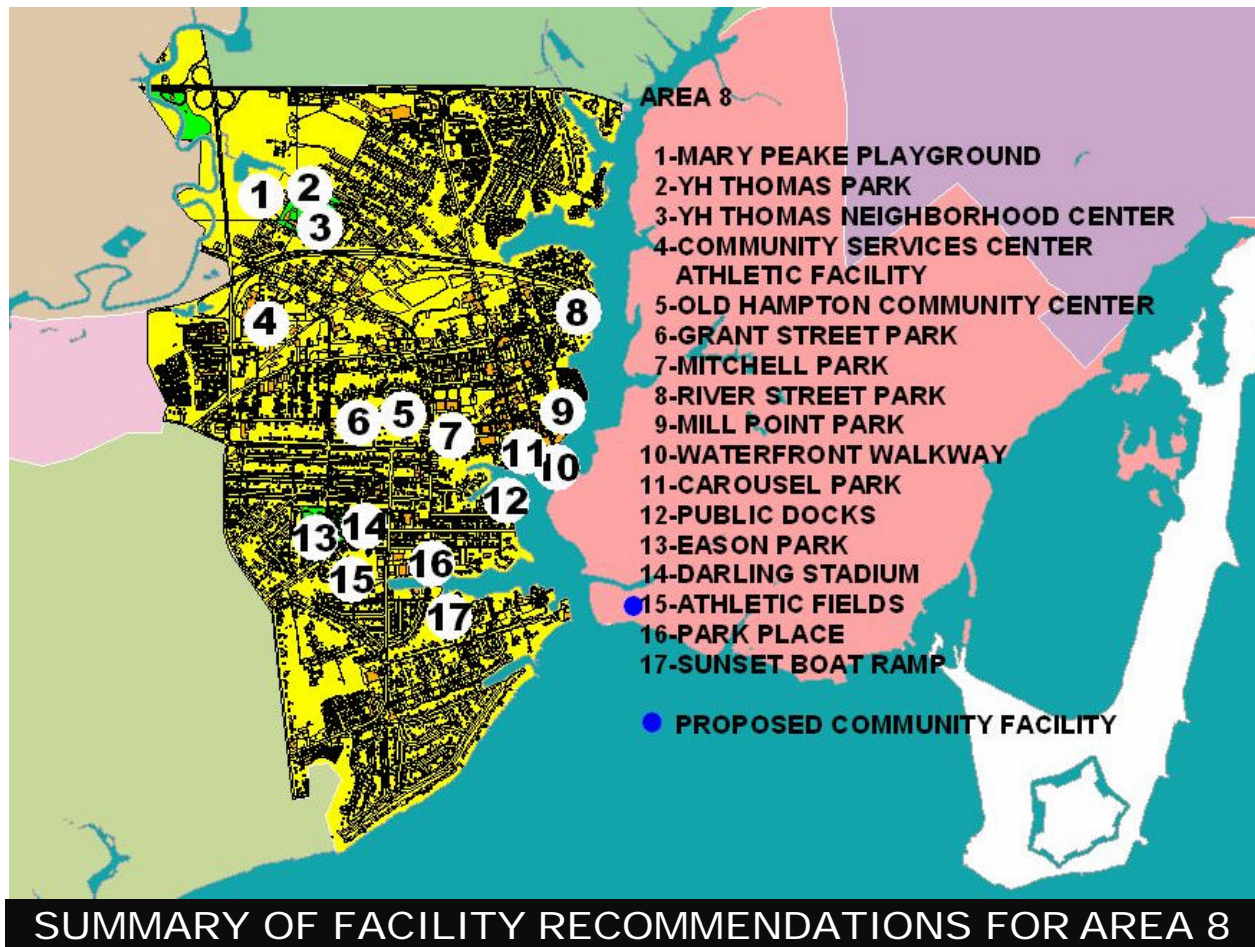 AREA 8
1-MARY PEAKE PLAYGROUND
2-YH THOMAS PARK
3-YH THOMAS NEIGHBORHOOD CENTER
4-COMMUNITY SERVICES CENTER
ATHLETIC FACILITY
5-OLD HAMPTON COMMUNITY CENTER
6-GRANT STREET PARK
7-MITCHELL PARK
8-RIVER STREET PARK
9-MILL POINT PARK
10-WATERFRONT WALKWAY
11-CAROUSEL PARK
12-PUBLIC DOCKS
13-EASON PARK
14-DARLING STADIUM
15-ATHLETIC FIELDS
16-PARK PLACE
17-SUNSET BOAT RAMP
PROPOSED COMMUNITY FACILITY
1
2
3
4
8
6
5
7
9
11
10
12
13
14
15
16
17
SUMMARY OF FACILITY RECOMMENDATIONS FOR AREA 8